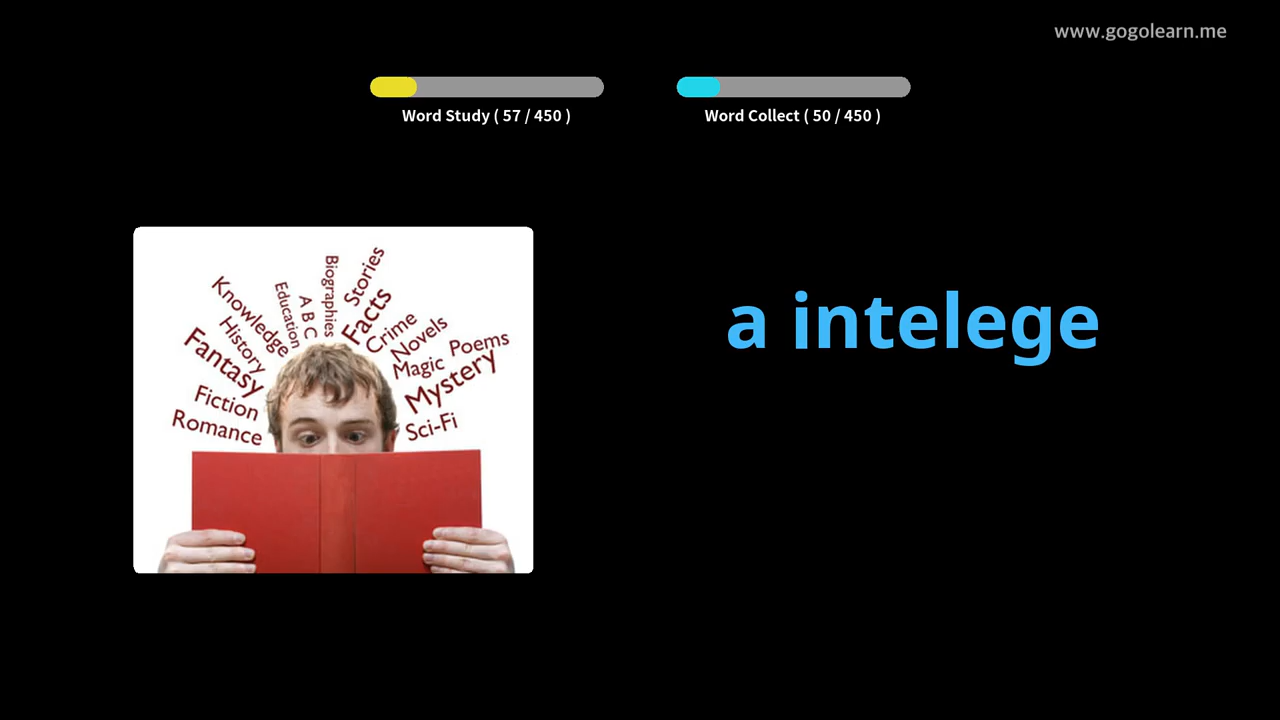 www.gogolearn.me
Word Study ( 57 / 450 )
Word Collect ( 50 / 450 )
a intelege
Romance
Fiction
Fantasy
History
Knowledge
Education
A B C
Biographies
Stories
Facts
Crime
Novels
Magic
Poems
Mystery
Sci-Fi